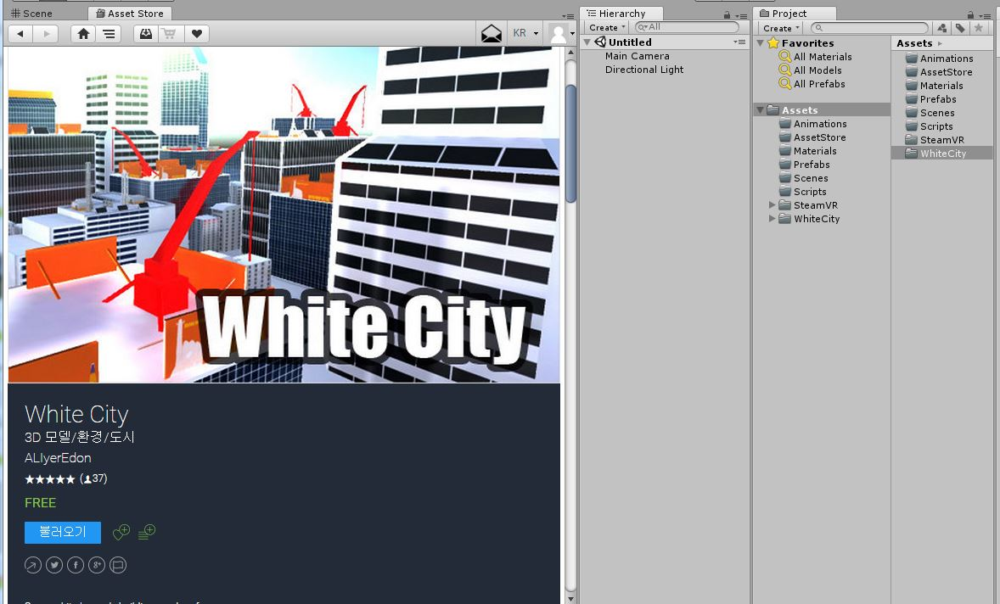 Scene
Asset Store
KR
White City
White City
3D 모델/환경/도시
ALIyerEdon
(37)
FREE
불러오기
Hierarchy
Create
All
Untitled
Main Camera
Directional Light
Project
Create
Favorites
All Materials
All Models
All Prefabs
Assets
Animations
AssetStore
Materials
Prefabs
Scenes
Scripts
SteamVR
WhiteCity
Assets
Animations
AssetStore
Materials
Prefabs
Scenes
Scripts
SteamVR
WhiteCity